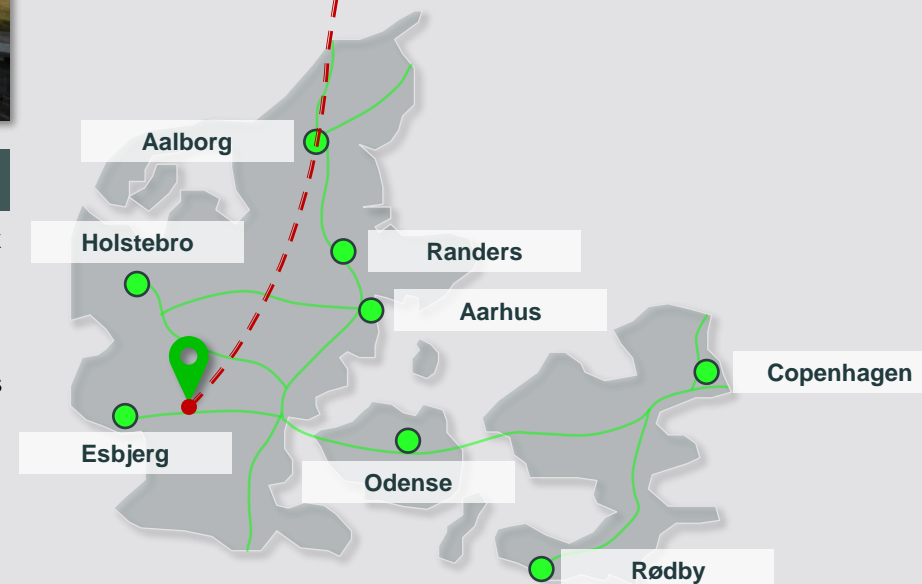 Aalborg
Holstebro
Randers
Aarhus
Copenhagen
Esbjerg
Odense
Rødby